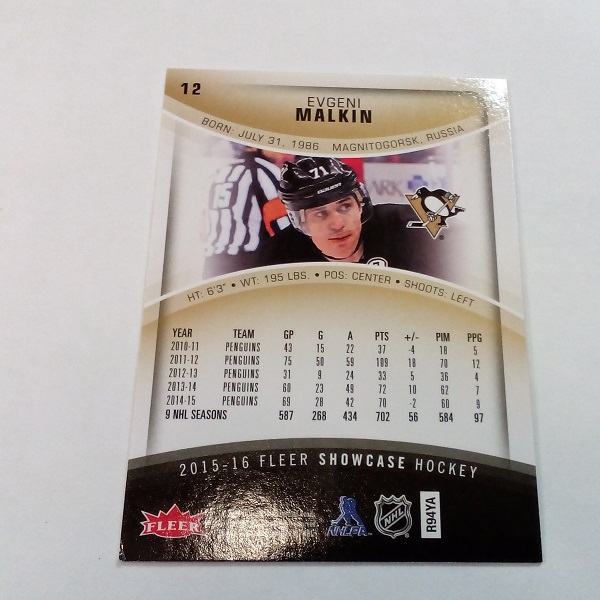 12
EVGENI
MALKIN
BORN: JULY 31, 1986 MAGNITOGORSK, RUSSIA
15
71
BAUER
ARK
HT: 6'3" • WT: 195 LBS. • POS: CENTER • SHOOTS: LEFT
YEAR TEAM GP G A PTS +/- PIM PPG
2010-11 PENGUINS 43 15 22 37 -4 18 5
2011-12 PENGUINS 75 50 59 109 18 70 12
2012-13 PENGUINS 31 9 24 33 5 36 4
2013-14 PENGUINS 60 23 49 72 10 62 7
2014-15 PENGUINS 69 28 42 70 -2 60 9
9 NHL SEASONS 587 268 434 702 56 584 97
2015-16 FLEER SHOWCASE HOCKEY
FLEER
NHLPA
NHL
R94YA